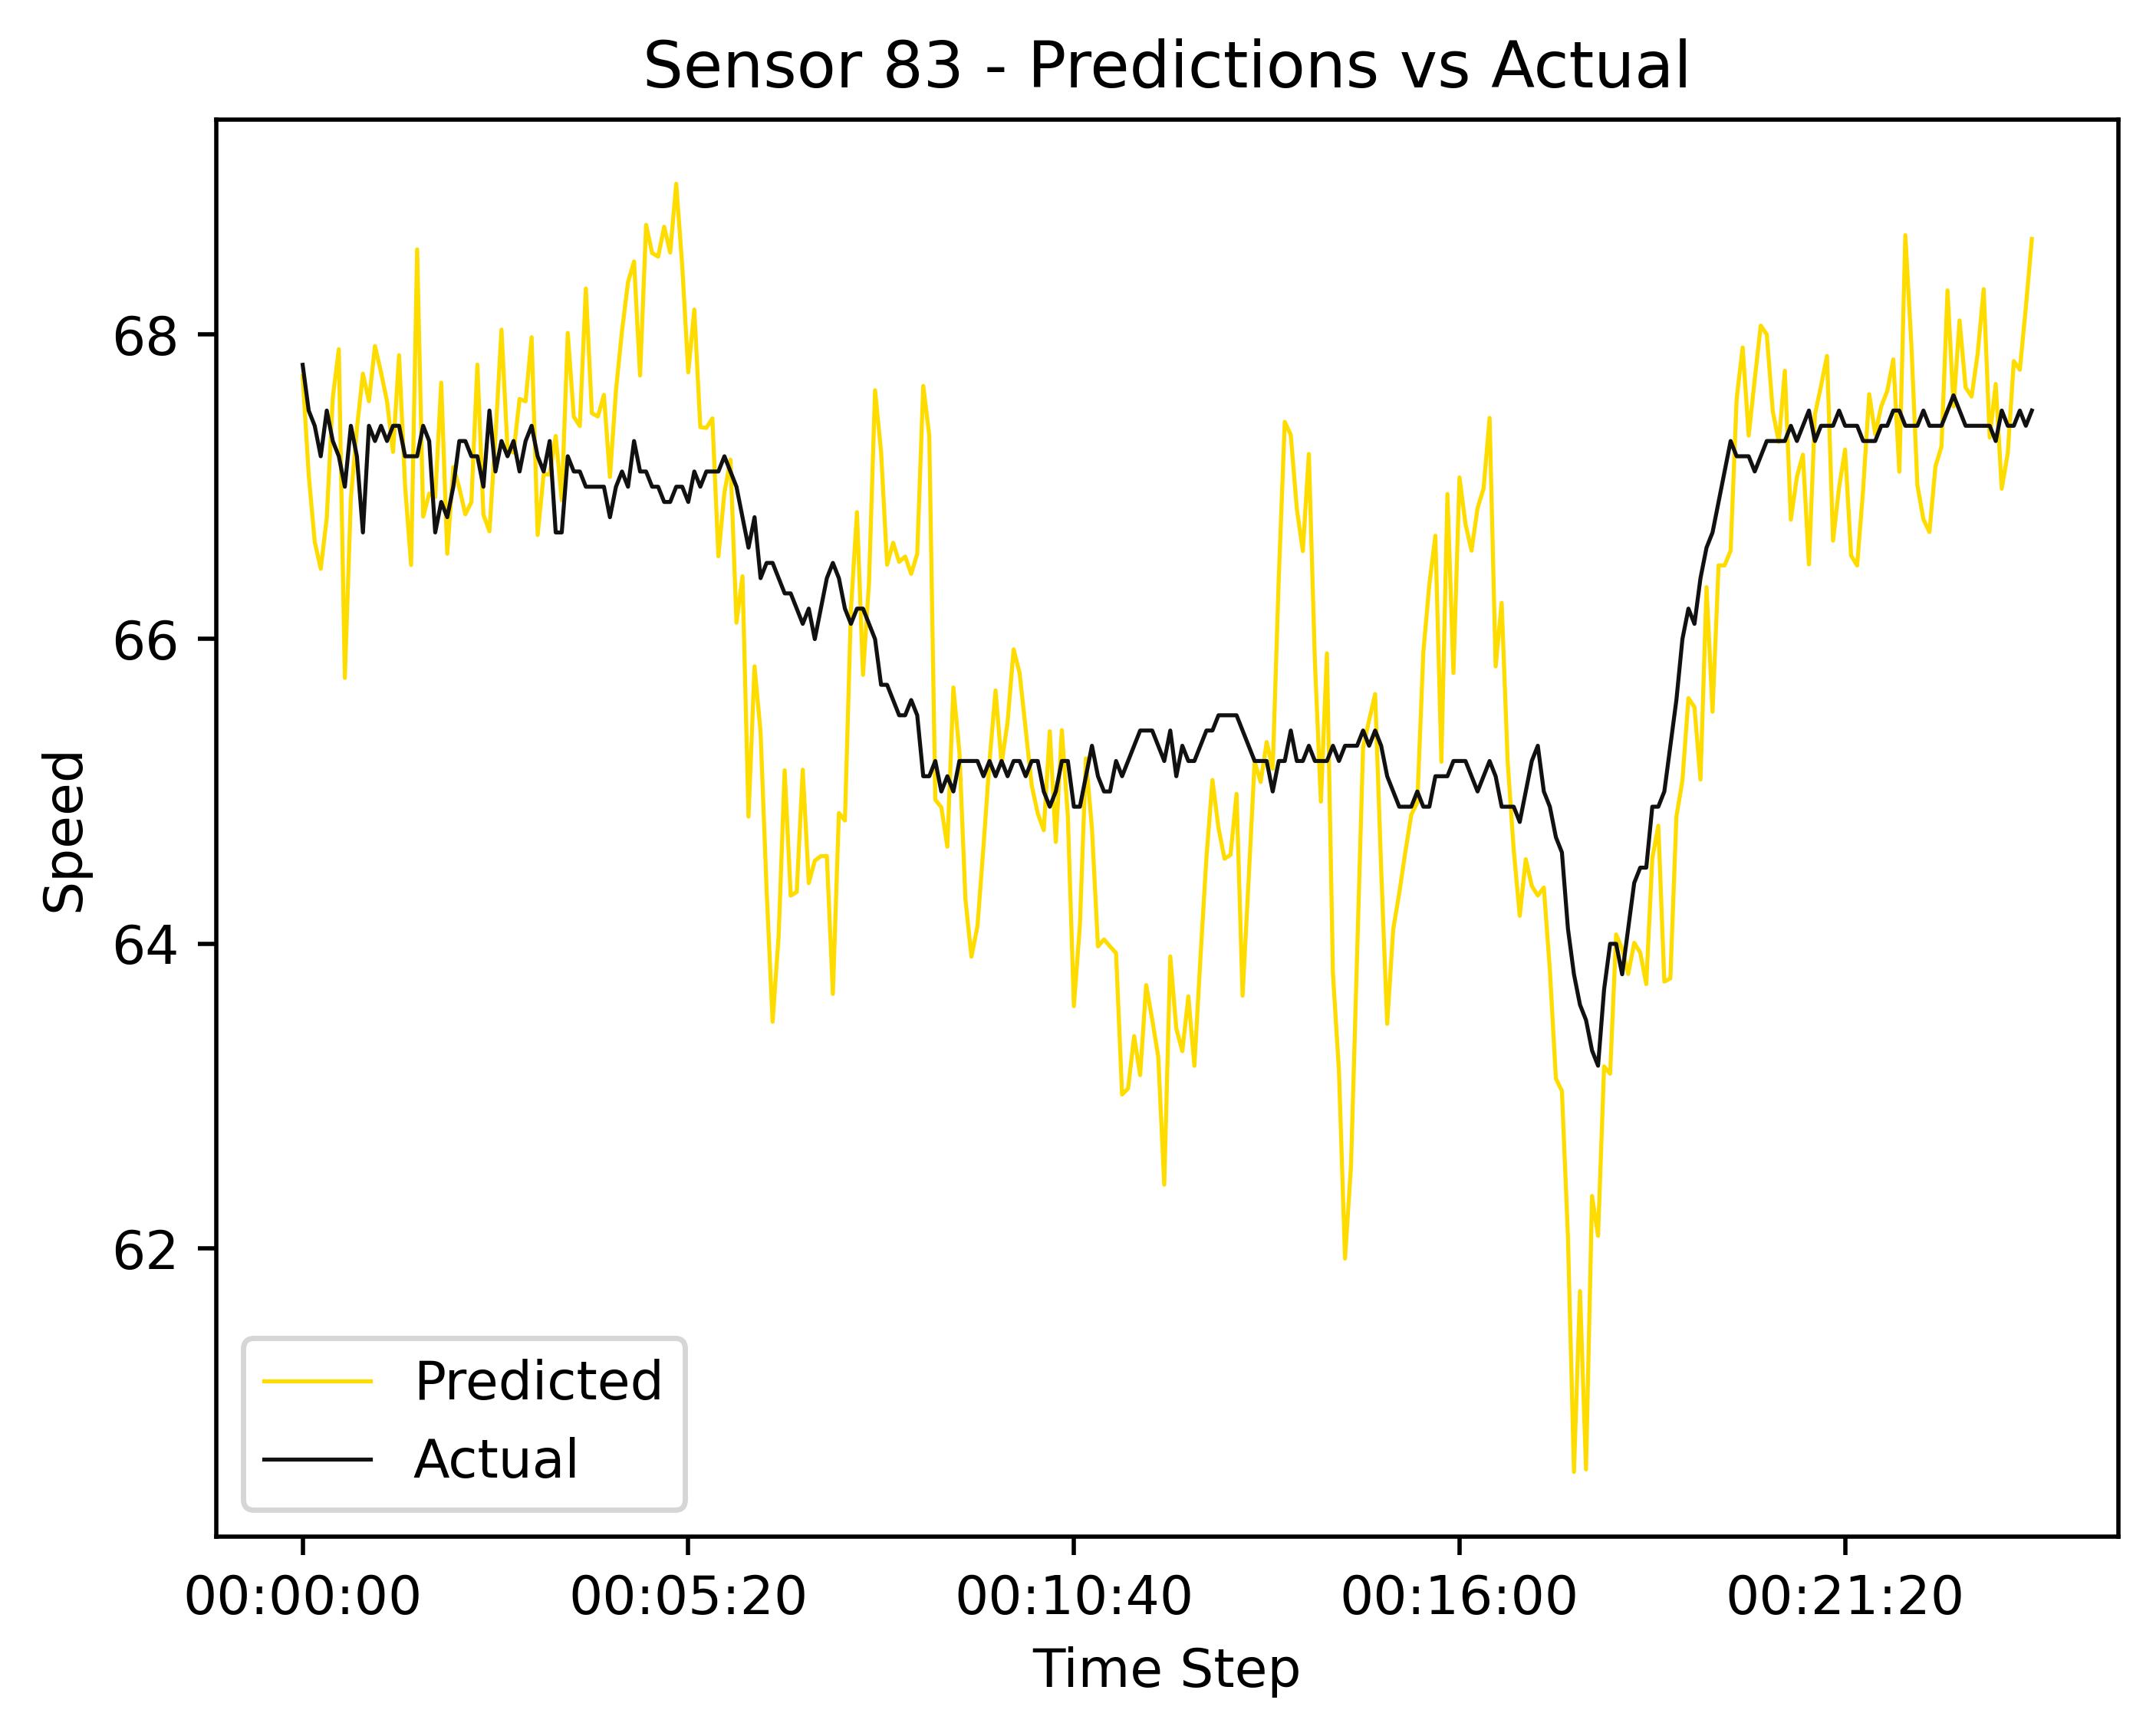 Sensor 83 - Predictions vs Actual
68
66
64
62
Speed
Predicted
Actual
00:00:00 00:05:20 00:10:40 00:16:00 00:21:20
Time Step